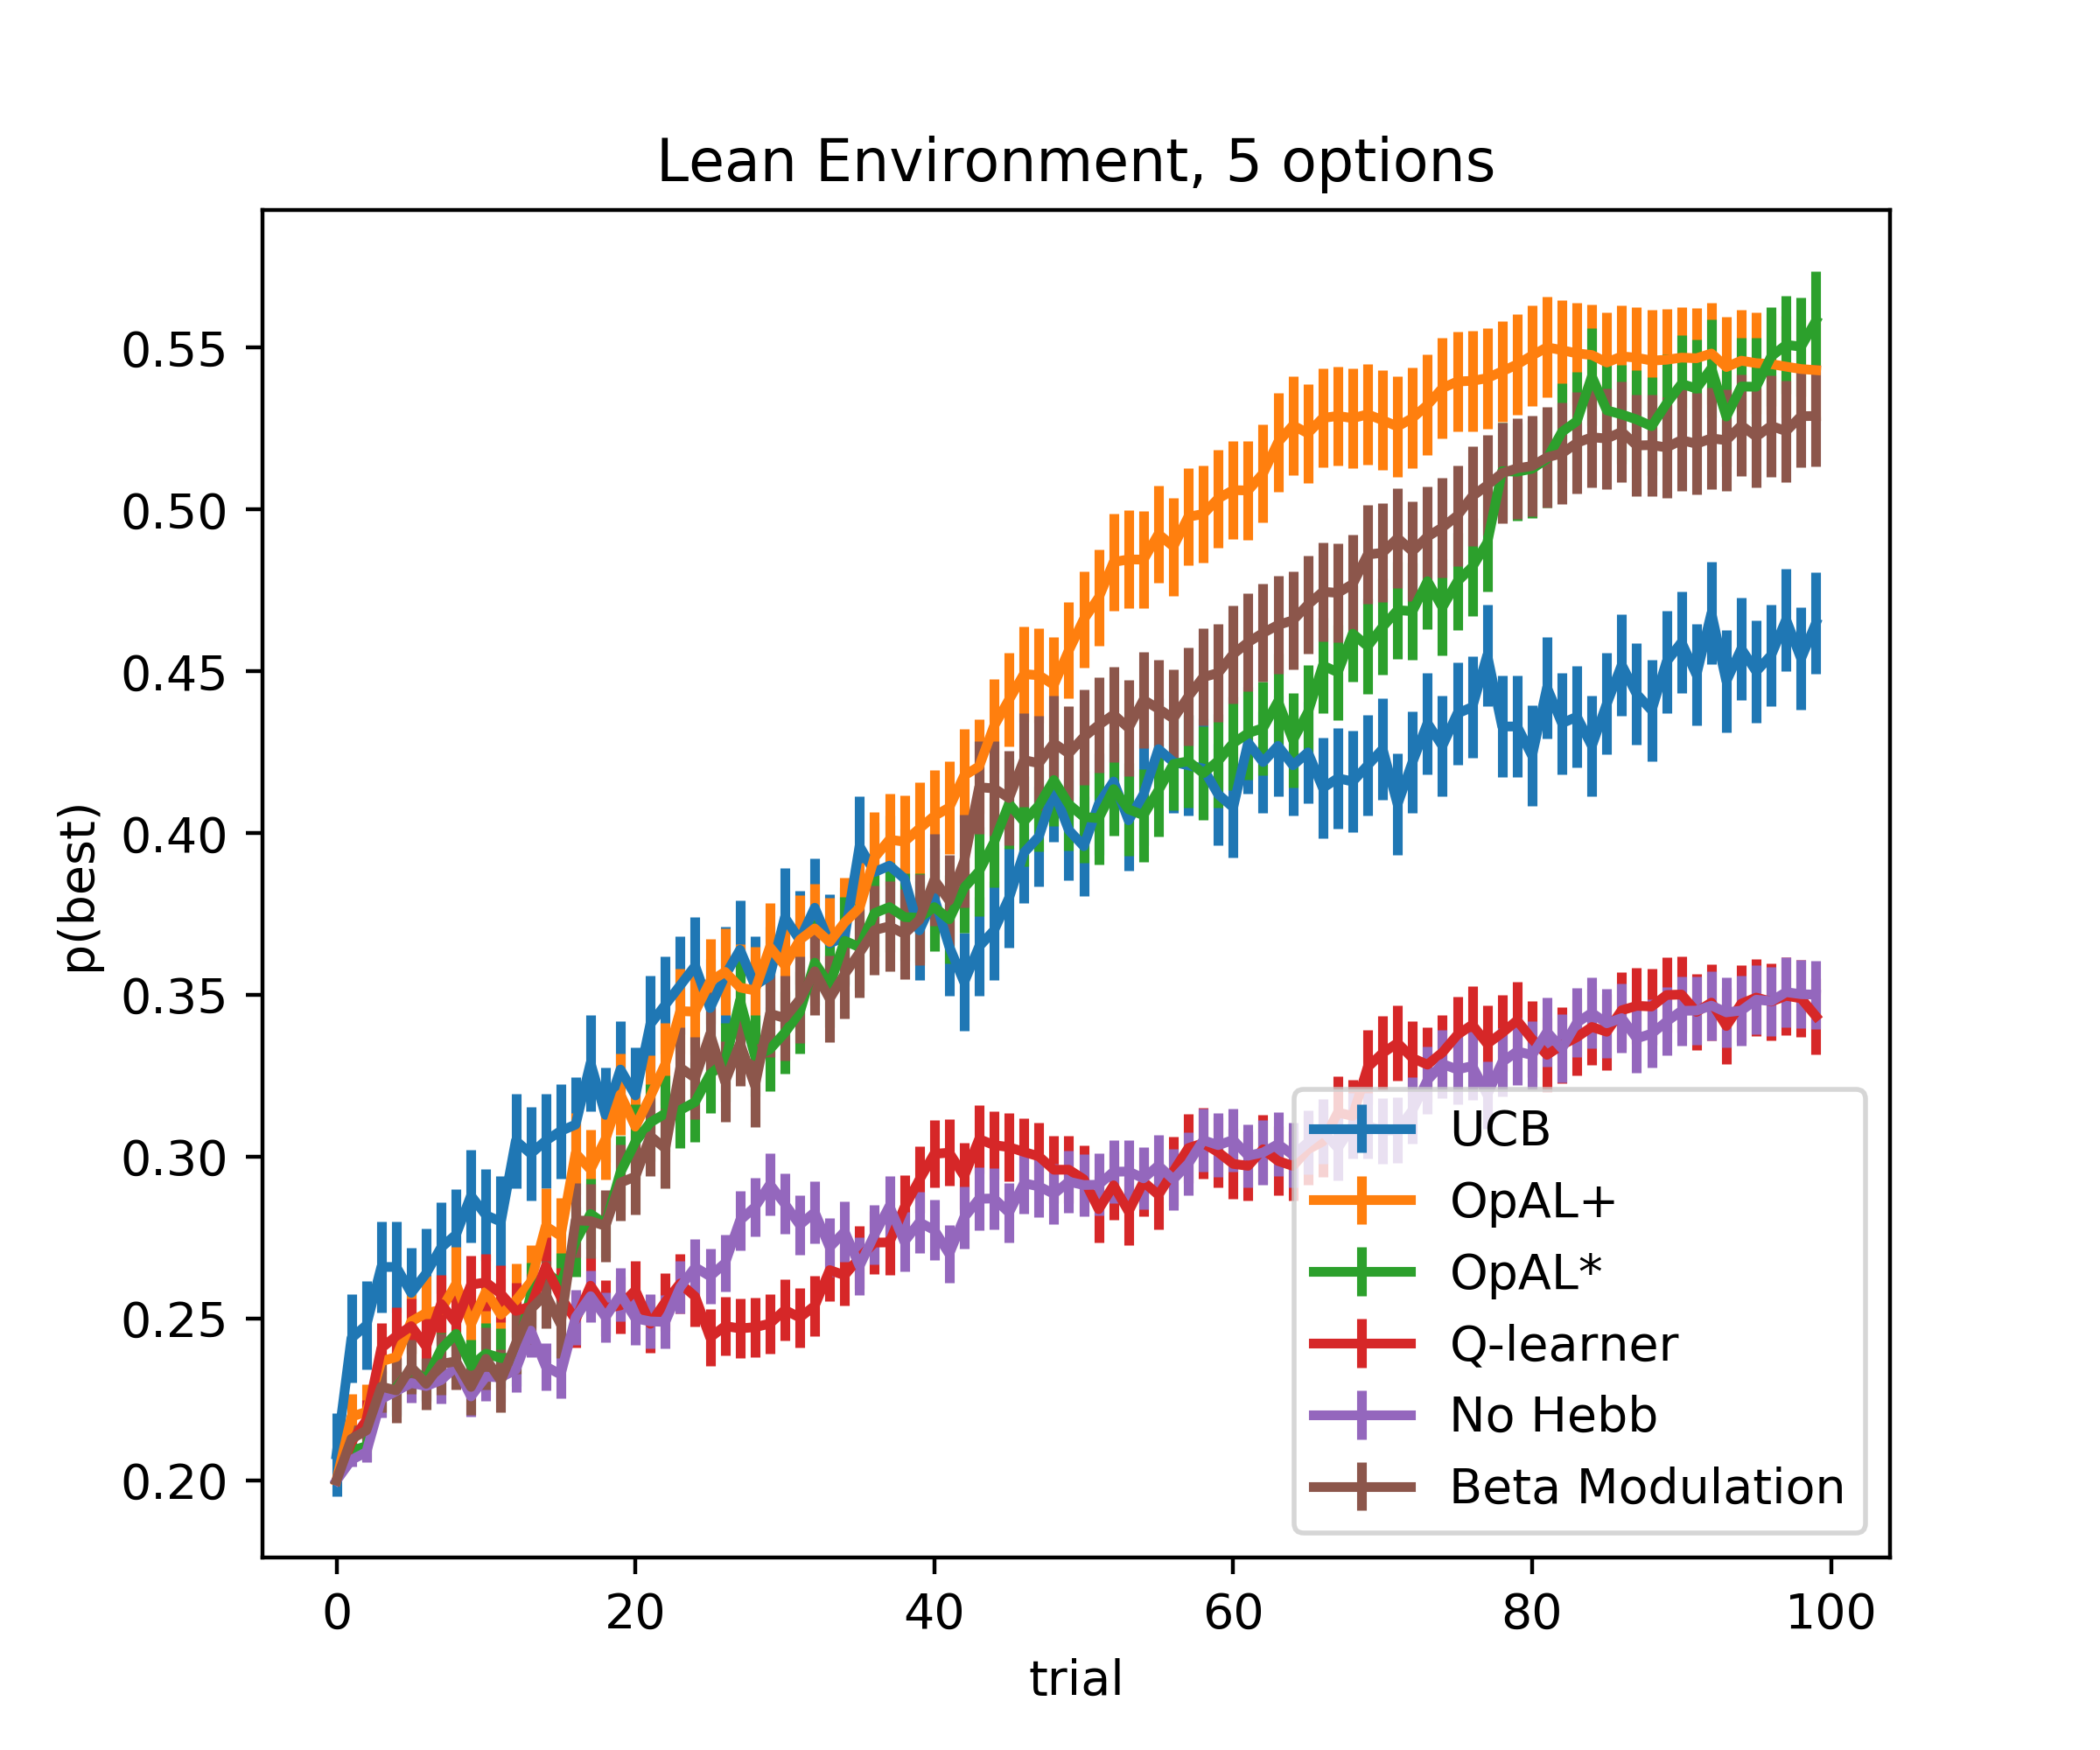 Lean Environment, 5 options
p(best)
0.55
0.50
0.45
0.40
0.35
0.30
0.25
0.20
0 20 40 60 80 100
trial
UCB
OpAL+
OpAL*
Q-learner
No Hebb
Beta Modulation